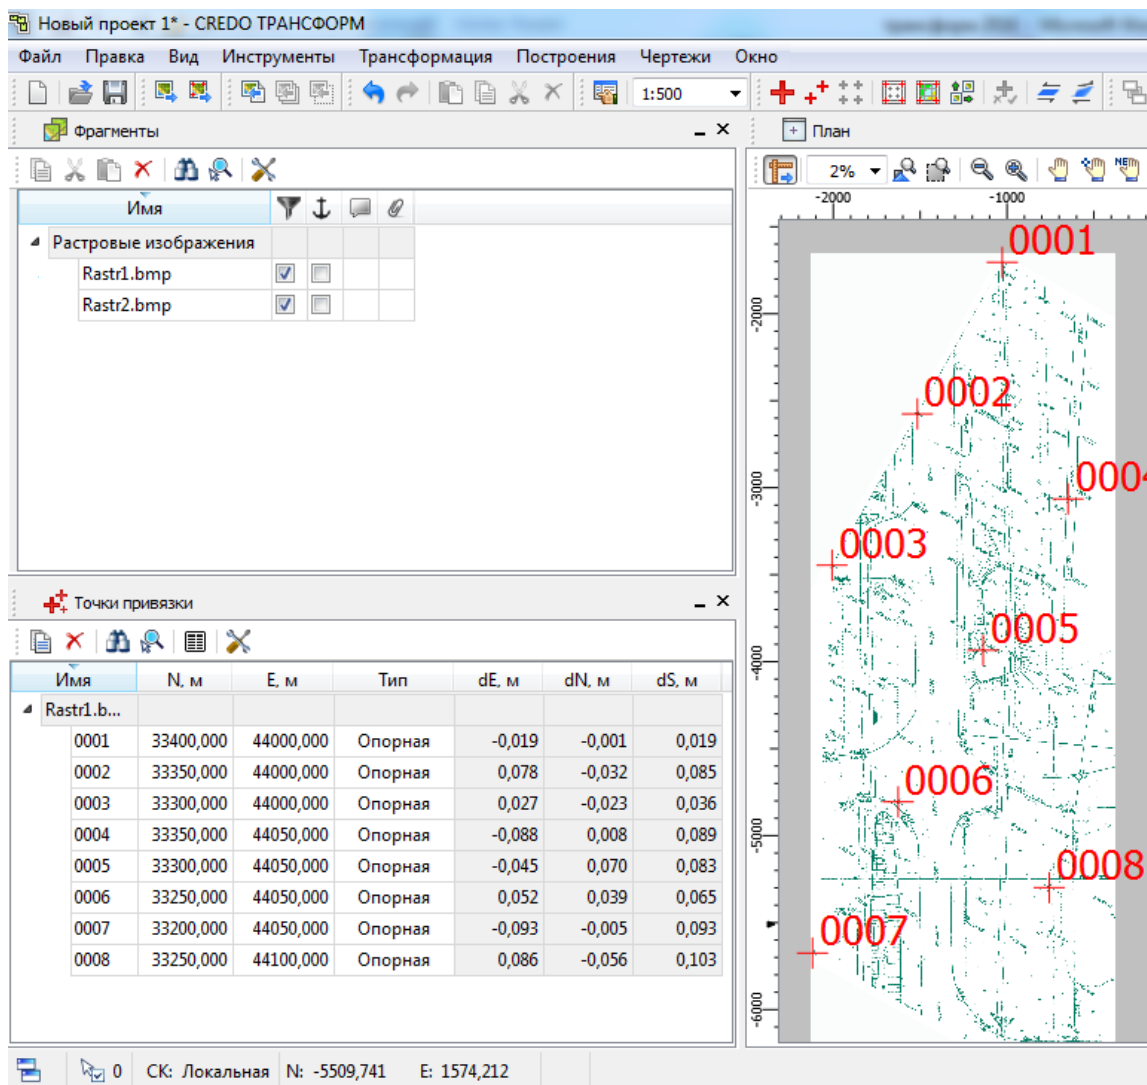 Новый проект 1* - CREDO ТРАНСФОРМ
Файл Правка Вид Инструменты Трансформация Построения Чертежи Окно
1:500
Фрагменты
План
2%
NEW
-2000 -1000
Имя
Растровые изображения
Rastr1.bmp
Rastr2.bmp
0001
-2000
0002
-3000
0004
0003
0005
-4000
0006
-5000
0008
0007
-6000
Точки привязки
Имя N, м E, м Тип dE, м dN, м dS, м
Rastr1.b...
0001 33400,000 44000,000 Опорная -0,019 -0,001 0,019
0002 33350,000 44000,000 Опорная 0,078 -0,032 0,085
0003 33300,000 44000,000 Опорная 0,027 -0,023 0,036
0004 33350,000 44050,000 Опорная -0,088 0,008 0,089
0005 33300,000 44050,000 Опорная -0,045 0,070 0,083
0006 33250,000 44050,000 Опорная 0,052 0,039 0,065
0007 33200,000 44050,000 Опорная -0,093 -0,005 0,093
0008 33250,000 44100,000 Опорная 0,086 -0,056 0,103
0 СК: Локальная N: -5509,741 E: 1574,212